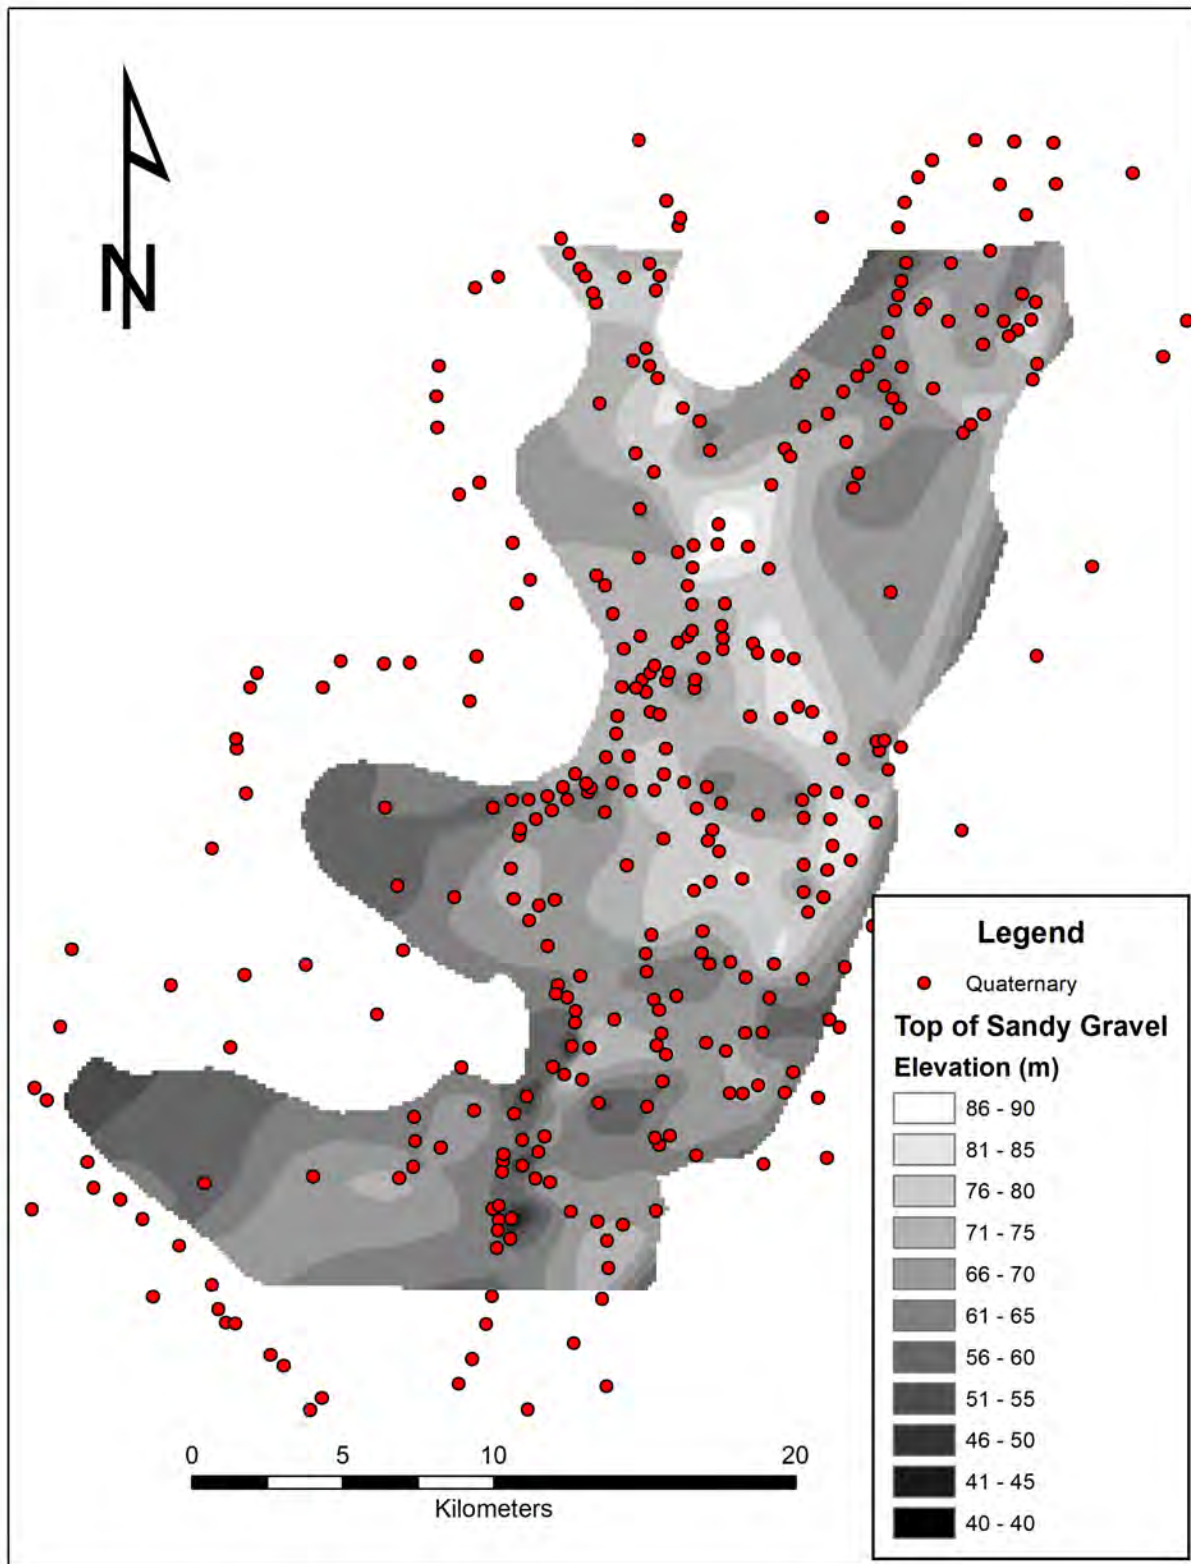 N
Legend
Quaternary
Top of Sandy Gravel
Elevation (m)
86 - 90
81 - 85
76 - 80
71 - 75
66 - 70
61 - 65
56 - 60
51 - 55
46 - 50
41 - 45
40 - 40
0 5 10 20
Kilometers